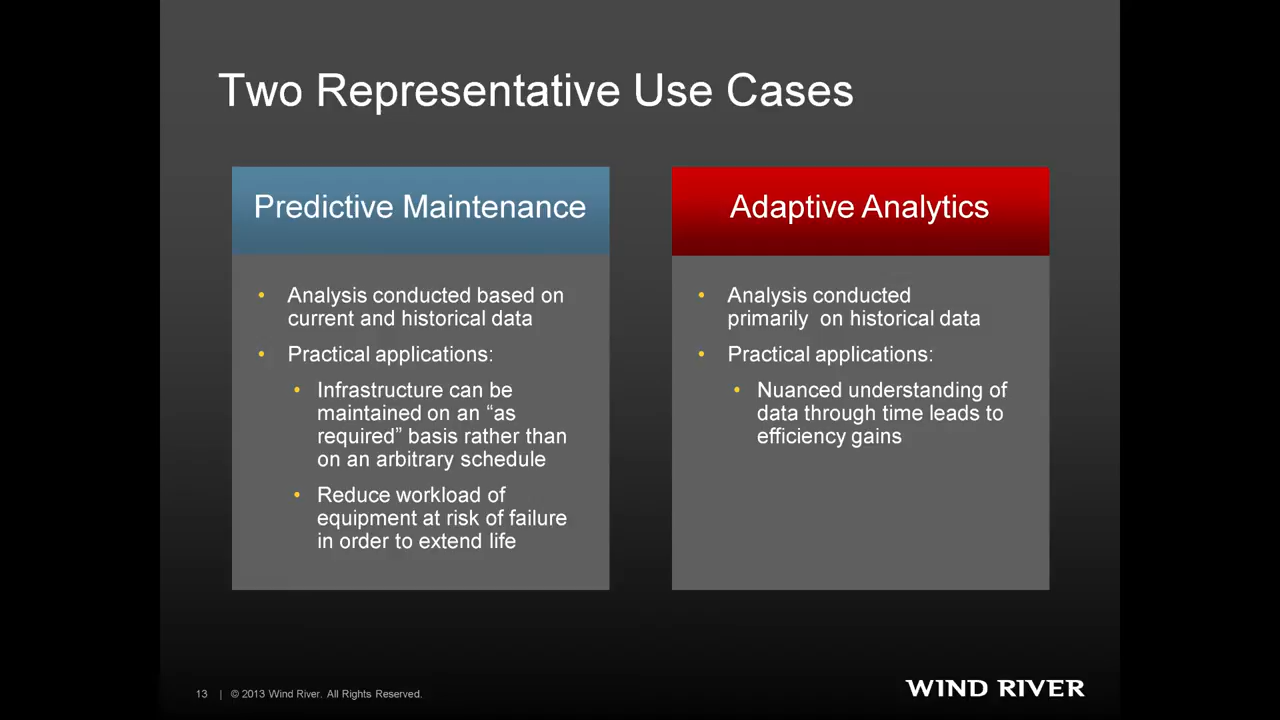 Two Representative Use Cases
Predictive Maintenance
• Analysis conducted based on
current and historical data
• Practical applications:
• Infrastructure can be
maintained on an “as
required” basis rather than
on an arbitrary schedule
• Reduce workload of
equipment at risk of failure
in order to extend life
Adaptive Analytics
• Analysis conducted
primarily  on historical data
• Practical applications:
• Nuanced understanding of
data through time leads to
efficiency gains
13 | © 2013 Wind River. All Rights Reserved.
WIND RIVER